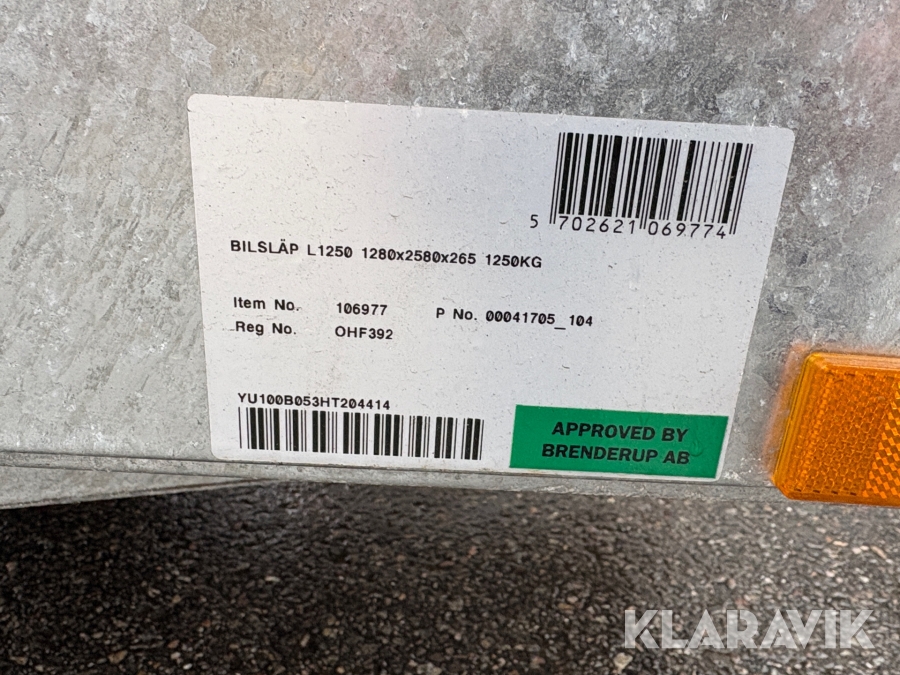 5 702621 069774
BILSLÄP L1250 1280x2580x265 1250KG
Item No. 106977 P No. 00041705_104
Reg No. OHF392
YU100B053HT204414
APPROVED BY
BRENDERUP AB
KLARAVIK